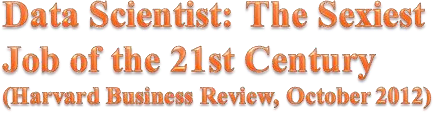 Data Scientist: The Sexiest
Job of the 21st Century
(Harvard Business Review, October 2012)